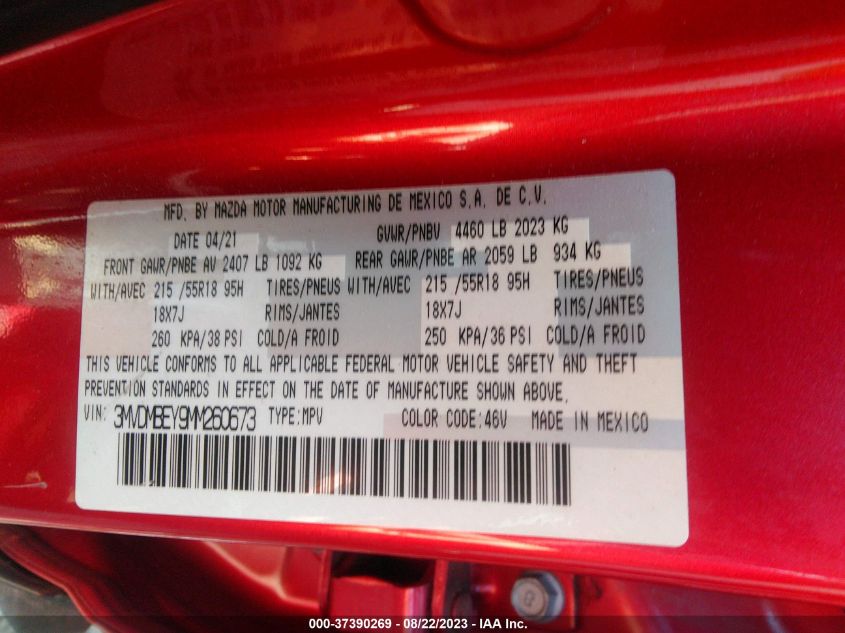 MFD. BY MAZDA MOTOR MANUFACTURING DE MEXICO S.A. DE C.V.
DATE 04/21 GVWR/PNBV 4460 LB 2023 KG
FRONT GAWR/PNBE AV 2407 LB 1092 KG REAR GAWR/PNBE AR 2059 LB 934 KG
WITH/AVEC 215 /55R18 95H TIRES/PNEUS WITH/AVEC 215 /55R18 95H TIRES/PNEUS
18X7J RIMS/JANTES 18X7J RIMS/JANTES
260 KPA/38 PSI COLD/A FROID 250 KPA/36 PSI COLD/A FROID
THIS VEHICLE CONFORMS TO ALL APPLICABLE FEDERAL MOTOR VEHICLE SAFETY AND THEFT
PREVENTION STANDARDS IN EFFECT ON THE DATE OF MANUFACTURE SHOWN ABOVE.
VIN: 3MVDMBEY9MM260673 TYPE:MPV COLOR CODE:46V MADE IN MEXICO
000-37390269 - 08/22/2023 - IAA Inc.